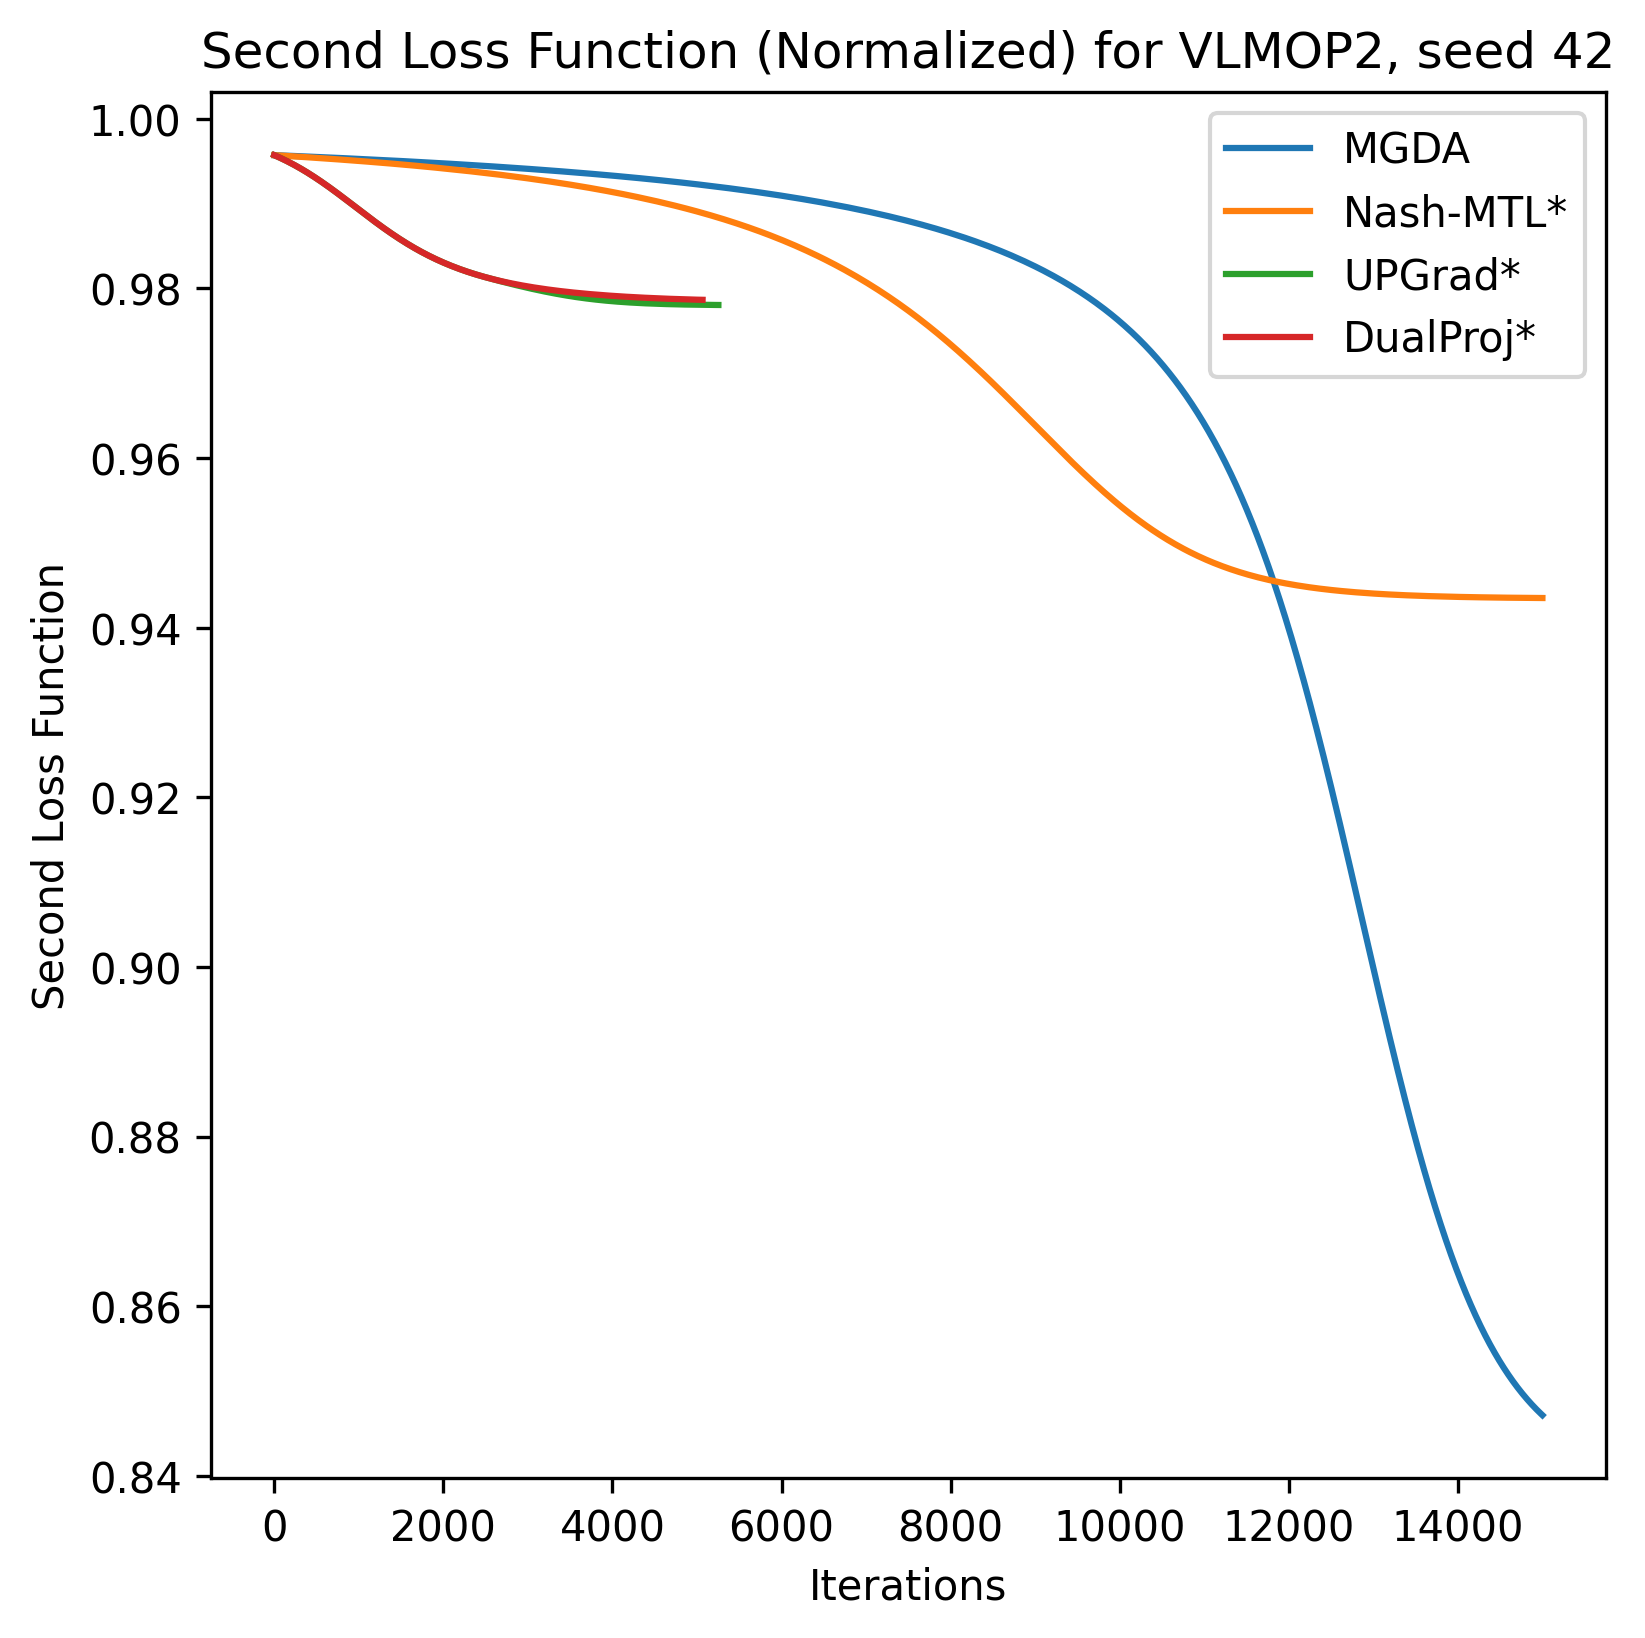 Second Loss Function (Normalized) for VLMOP2, seed 42
MGDA
Nash-MTL*
UPGrad*
DualProj*
Second Loss Function
1.00
0.98
0.96
0.94
0.92
0.90
0.88
0.86
0.84
0 2000 4000 6000 8000 10000 12000 14000
Iterations